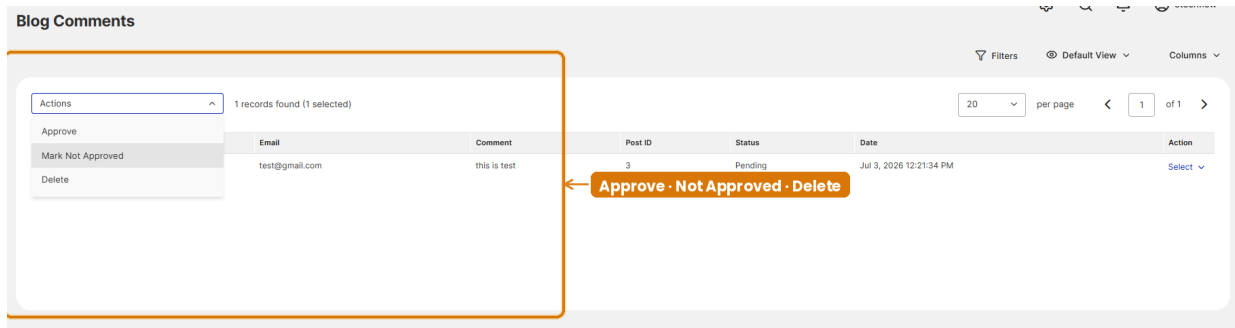 Blog Comments
Filters Default View Columns
Actions 1 records found (1 selected) 20 per page 1 of 1
Approve
Mark Not Approved
Delete
Email Comment Post ID Status Date Action
test@gmail.com this is test 3 Pending Jul 3, 2026 12:21:34 PM Select
Approve · Not Approved · Delete